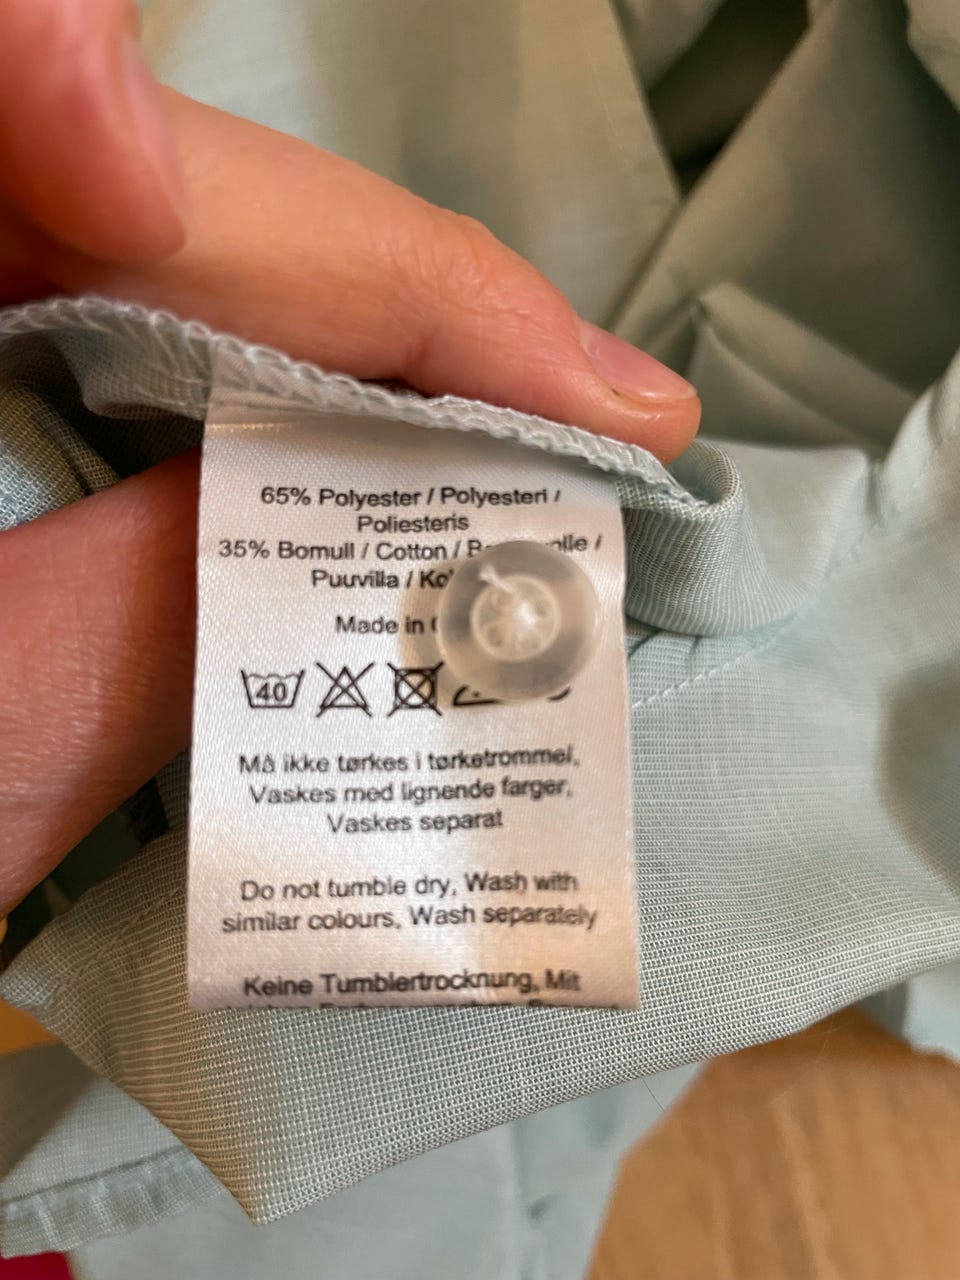 65% Polyester / Polyesteri /
Poliesteris
35% Bomull / Cotton /
Puuvilla /
Made in
40
Må ikke tørkes i tørketrommel,
Vaskes med lignende farger,
Vaskes separat
Do not tumble dry, Wash with
similar colours, Wash separately
Keine Tumblertrocknung, Mit